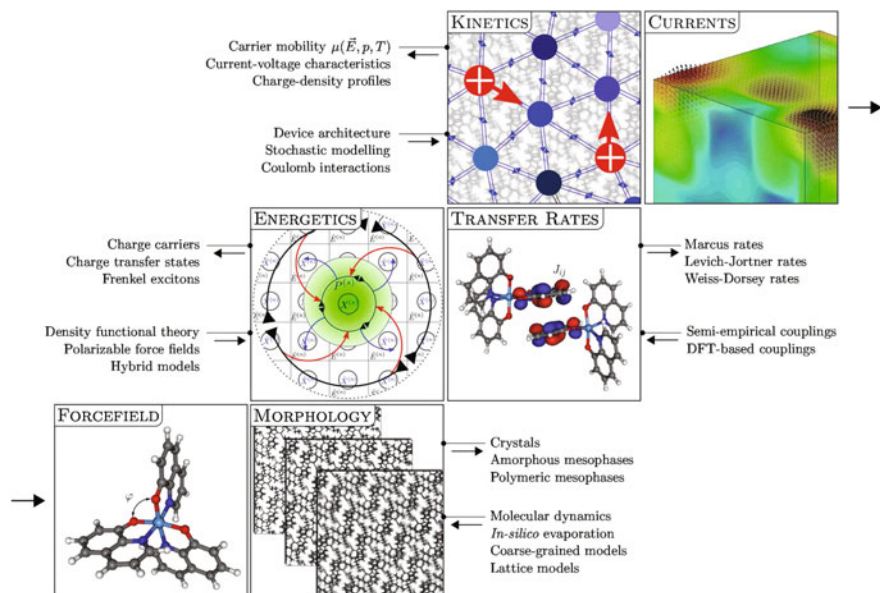 KINETICS
CURRENTS
Carrier mobility μ(E⃗, p, T)
Current-voltage characteristics
Charge-density profiles
Device architecture
Stochastic modelling
Coulomb interactions
ENERGETICS
TRANSFER RATES
Charge carriers
Charge transfer states
Frenkel excitons
Density functional theory
Polarizable force fields
Hybrid models
J_{ij}
Marcus rates
Levich-Jortner rates
Weiss-Dorsey rates
Semi-empirical couplings
DFT-based couplings
FORCEFIELD
MORPHOLOGY
φ
Crystals
Amorphous mesophases
Polymeric mesophases
Molecular dynamics
In-silico evaporation
Coarse-grained models
Lattice models